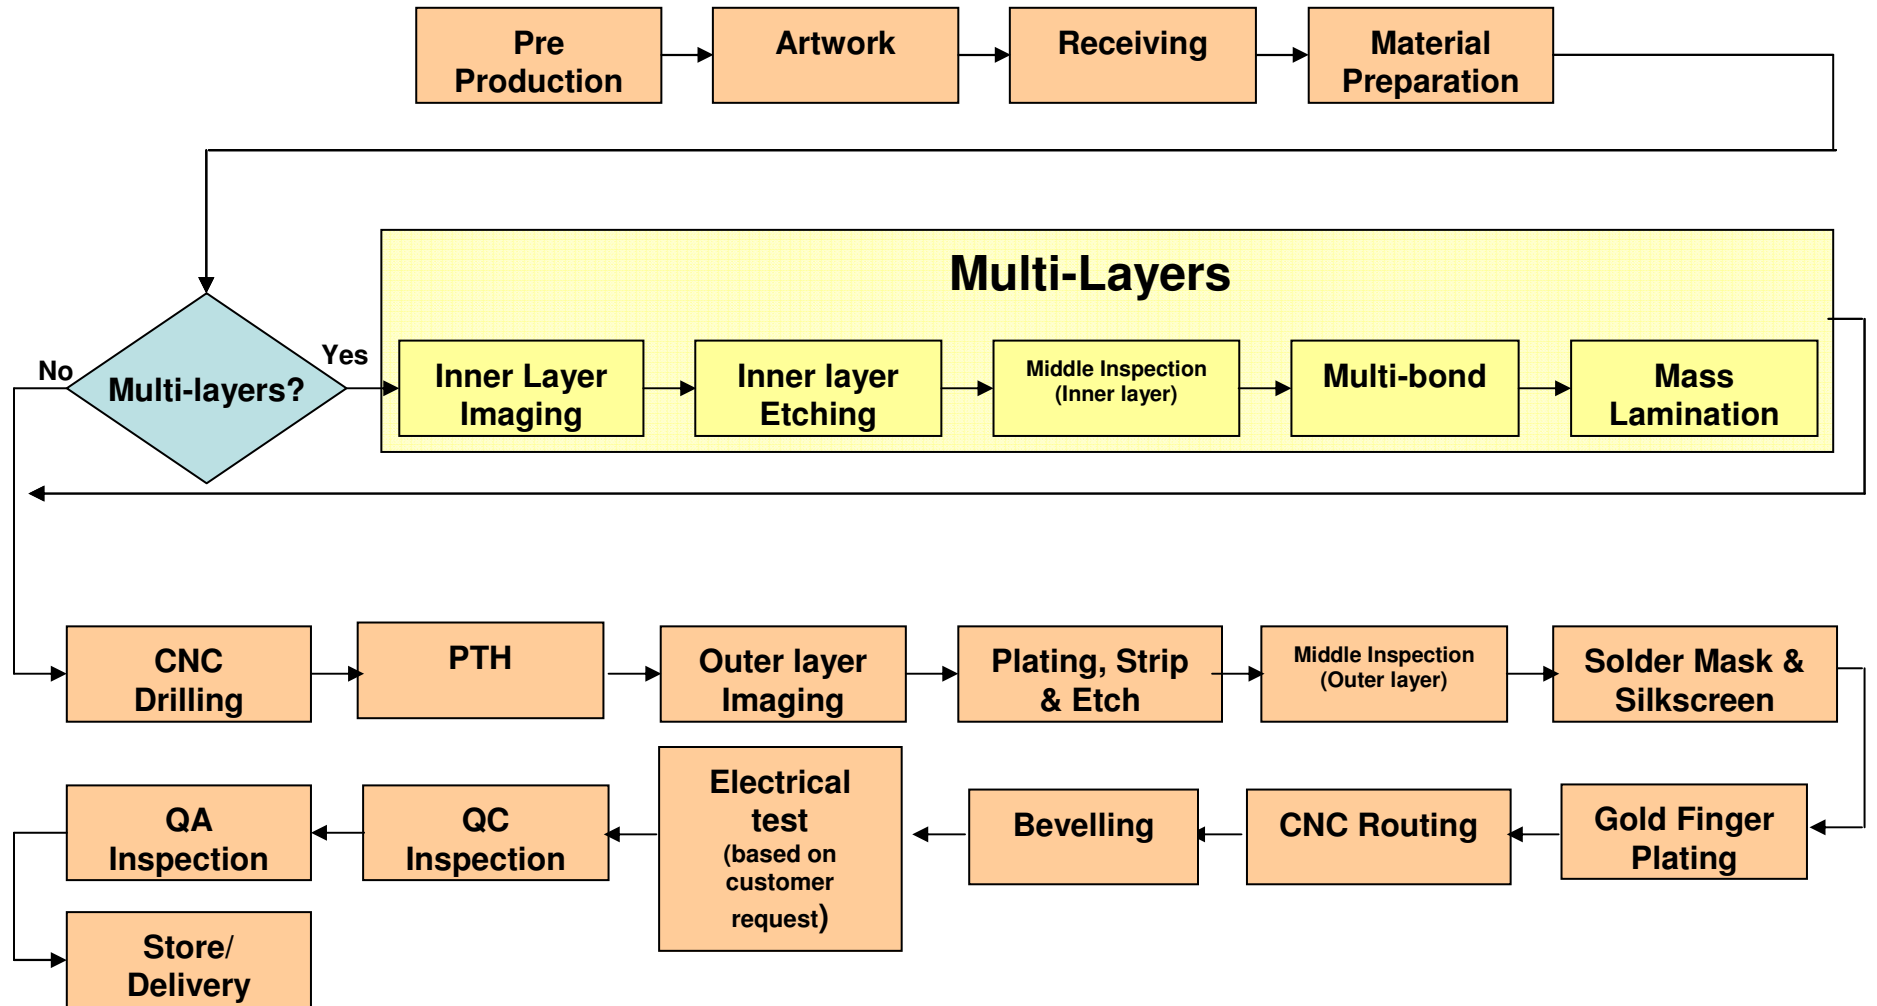 Pre
Production
Artwork
Receiving
Material
Preparation
Multi-Layers
No
Yes
Multi-layers?
Inner Layer
Imaging
Inner layer
Etching
Middle Inspection
(Inner layer)
Multi-bond
Mass
Lamination
CNC
Drilling
PTH
Outer layer
Imaging
Plating, Strip
& Etch
Middle Inspection
(Outer layer)
Solder Mask &
Silkscreen
Gold Finger
Plating
CNC Routing
Bevelling
Electrical
test
(based on
customer
request)
QC
Inspection
QA
Inspection
Store/
Delivery